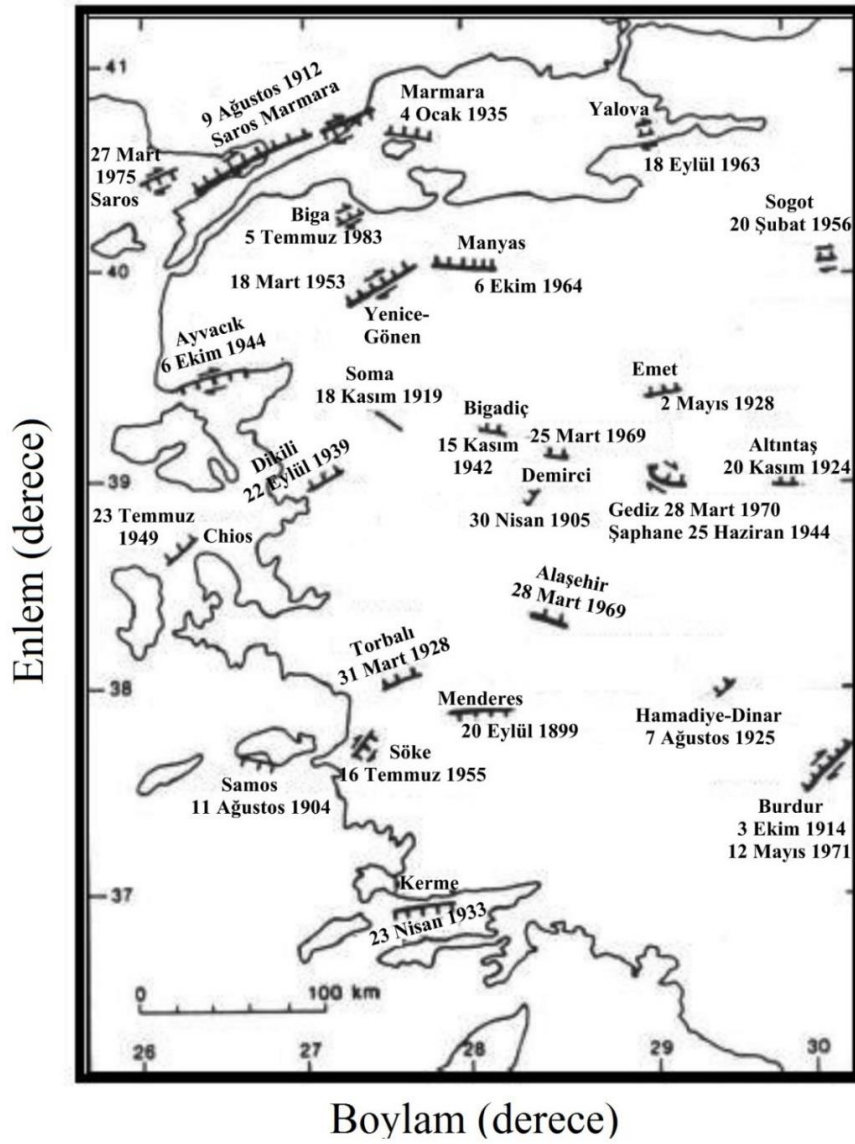 41
9 Ağustos 1912
Saros Marmara
Marmara
4 Ocak 1935
Yalova
18 Eylül 1963
27 Mart
1975
Saros
Biga
5 Temmuz 1983
Sogot
20 Şubat 1956
40
18 Mart 1953
Yenice-
Gönen
Manyas
6 Ekim 1964
Ayvacık
6 Ekim 1944
Soma
18 Kasım 1919
Emet
2 Mayıs 1928
Bigadiç
15 Kasım
1942
25 Mart 1969
Demirci
30 Nisan 1905
Altıntaş
20 Kasım 1924
39
Dikili
22 Eylül 1939
Gediz 28 Mart 1970
Şaphane 25 Haziran 1944
23 Temmuz
1949
Chios
Alaşehir
28 Mart 1969
Enlem (derece)
38
Torbalı
31 Mart 1928
Menderes
20 Eylül 1899
Hamadiye-Dinar
7 Ağustos 1925
Söke
16 Temmuz 1955
Samos
11 Ağustos 1904
Burdur
3 Ekim 1914
12 Mayıs 1971
37
Kerme
23 Nisan 1933
0 100 km
26 27 28 29 30
Boylam (derece)